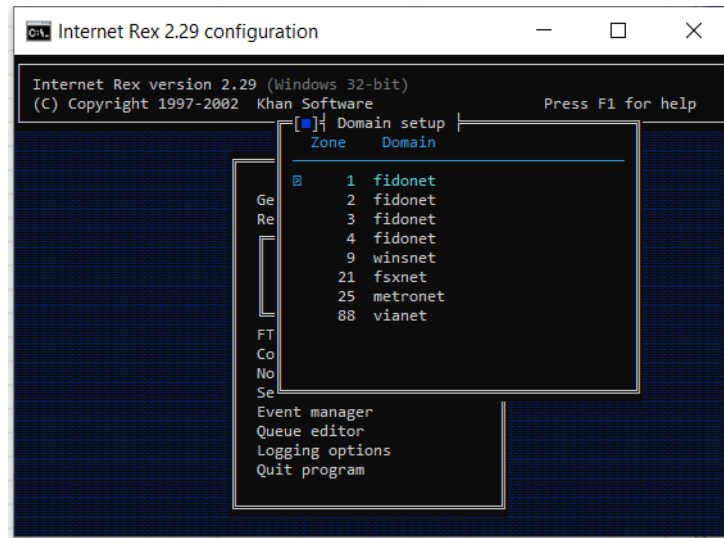 Internet Rex 2.29 configuration
Internet Rex version 2.29 (Windows 32-bit)
(C) Copyright 1997-2002 Khan Software Press F1 for help
Domain setup
Zone Domain
1 fidonet
2 fidonet
3 fidonet
4 fidonet
9 winsnet
21 fsxnet
25 metronet
88 vianet
Ge
Re
FT
Co
No
Se
Event manager
Queue editor
Logging options
Quit program